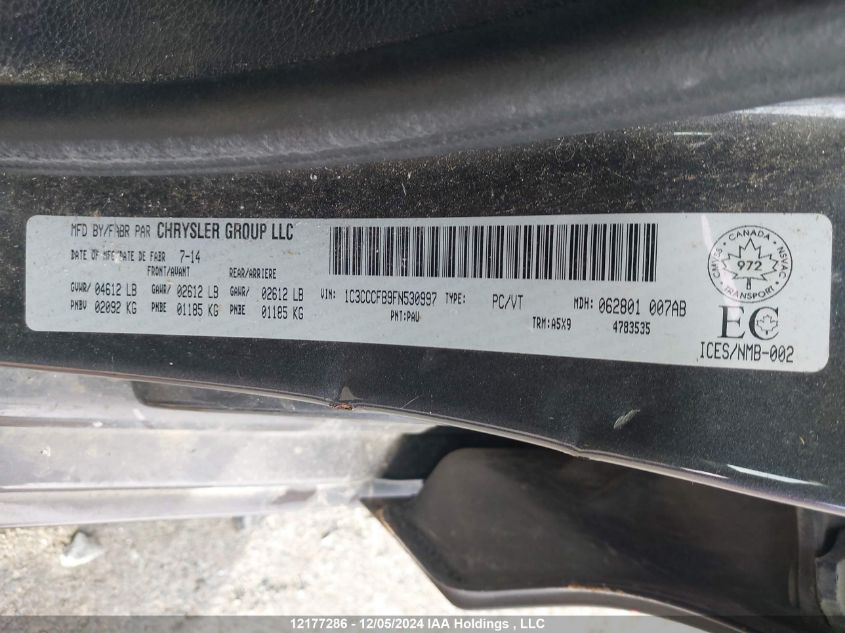 MFD BY/FABR PAR CHRYSLER GROUP LLC
DATE OF MFG/DATE DE FABR 7-14
FRONT/AVANT REAR/ARRIERE
GVWR/ 04612 LB GAWR/ 02612 LB GAWR/ 02612 LB
PNBV 02092 KG PNBE 01185 KG PNBE 01185 KG
VIN: 1C3CCCFB9FN530997 TYPE: PC/VT MDH: 062801 007AB
PNT:PAU TRM:A5X9 4783535
CANADA
CMVSS NSVAC
972
TRANSPORT
EC
ICES/NMB-002
12177286 - 12/05/2024 IAA Holdings , LLC